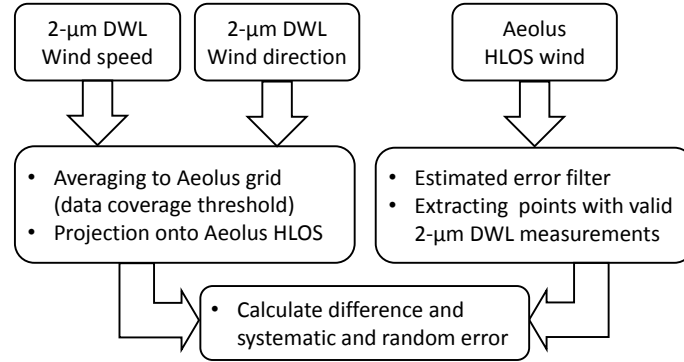 2-µm DWL
Wind speed
2-µm DWL
Wind direction
Aeolus
HLOS wind
• Averaging to Aeolus grid
(data coverage threshold)
• Projection onto Aeolus HLOS
• Estimated error filter
• Extracting points with valid
2-µm DWL measurements
• Calculate difference and
systematic and random error